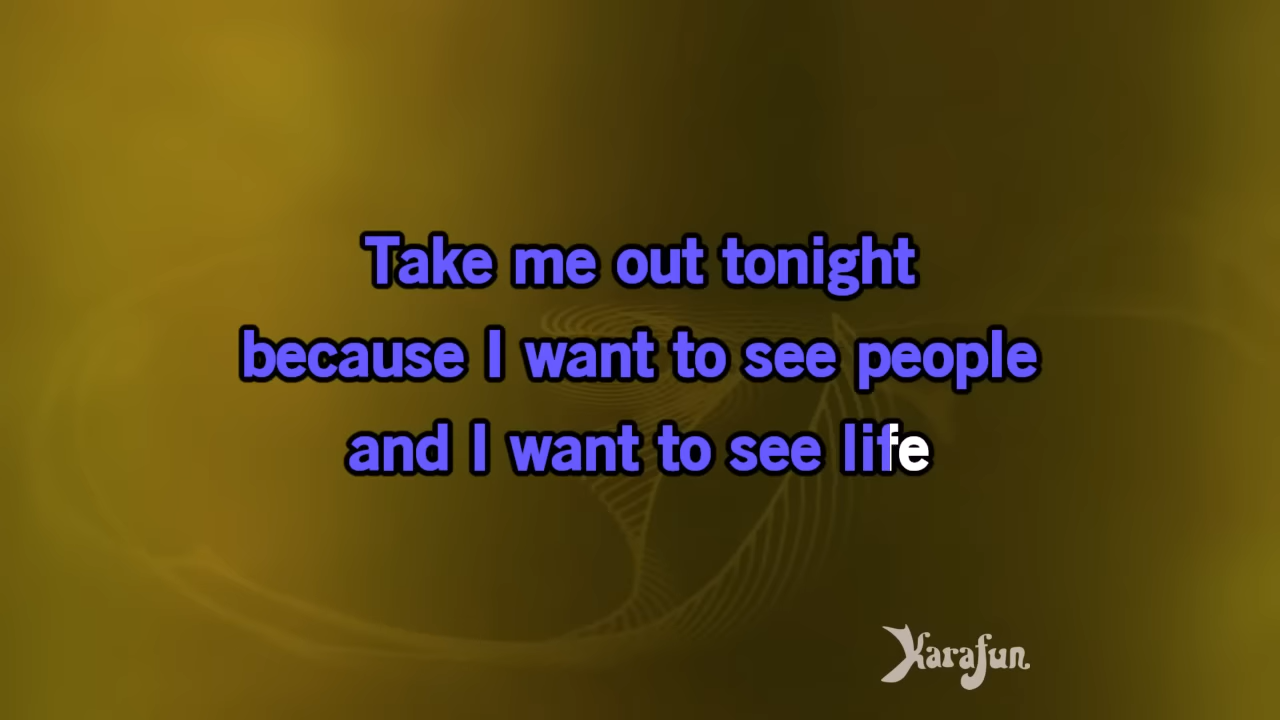 Take me out tonight
because I want to see people
and I want to see life
Karafun